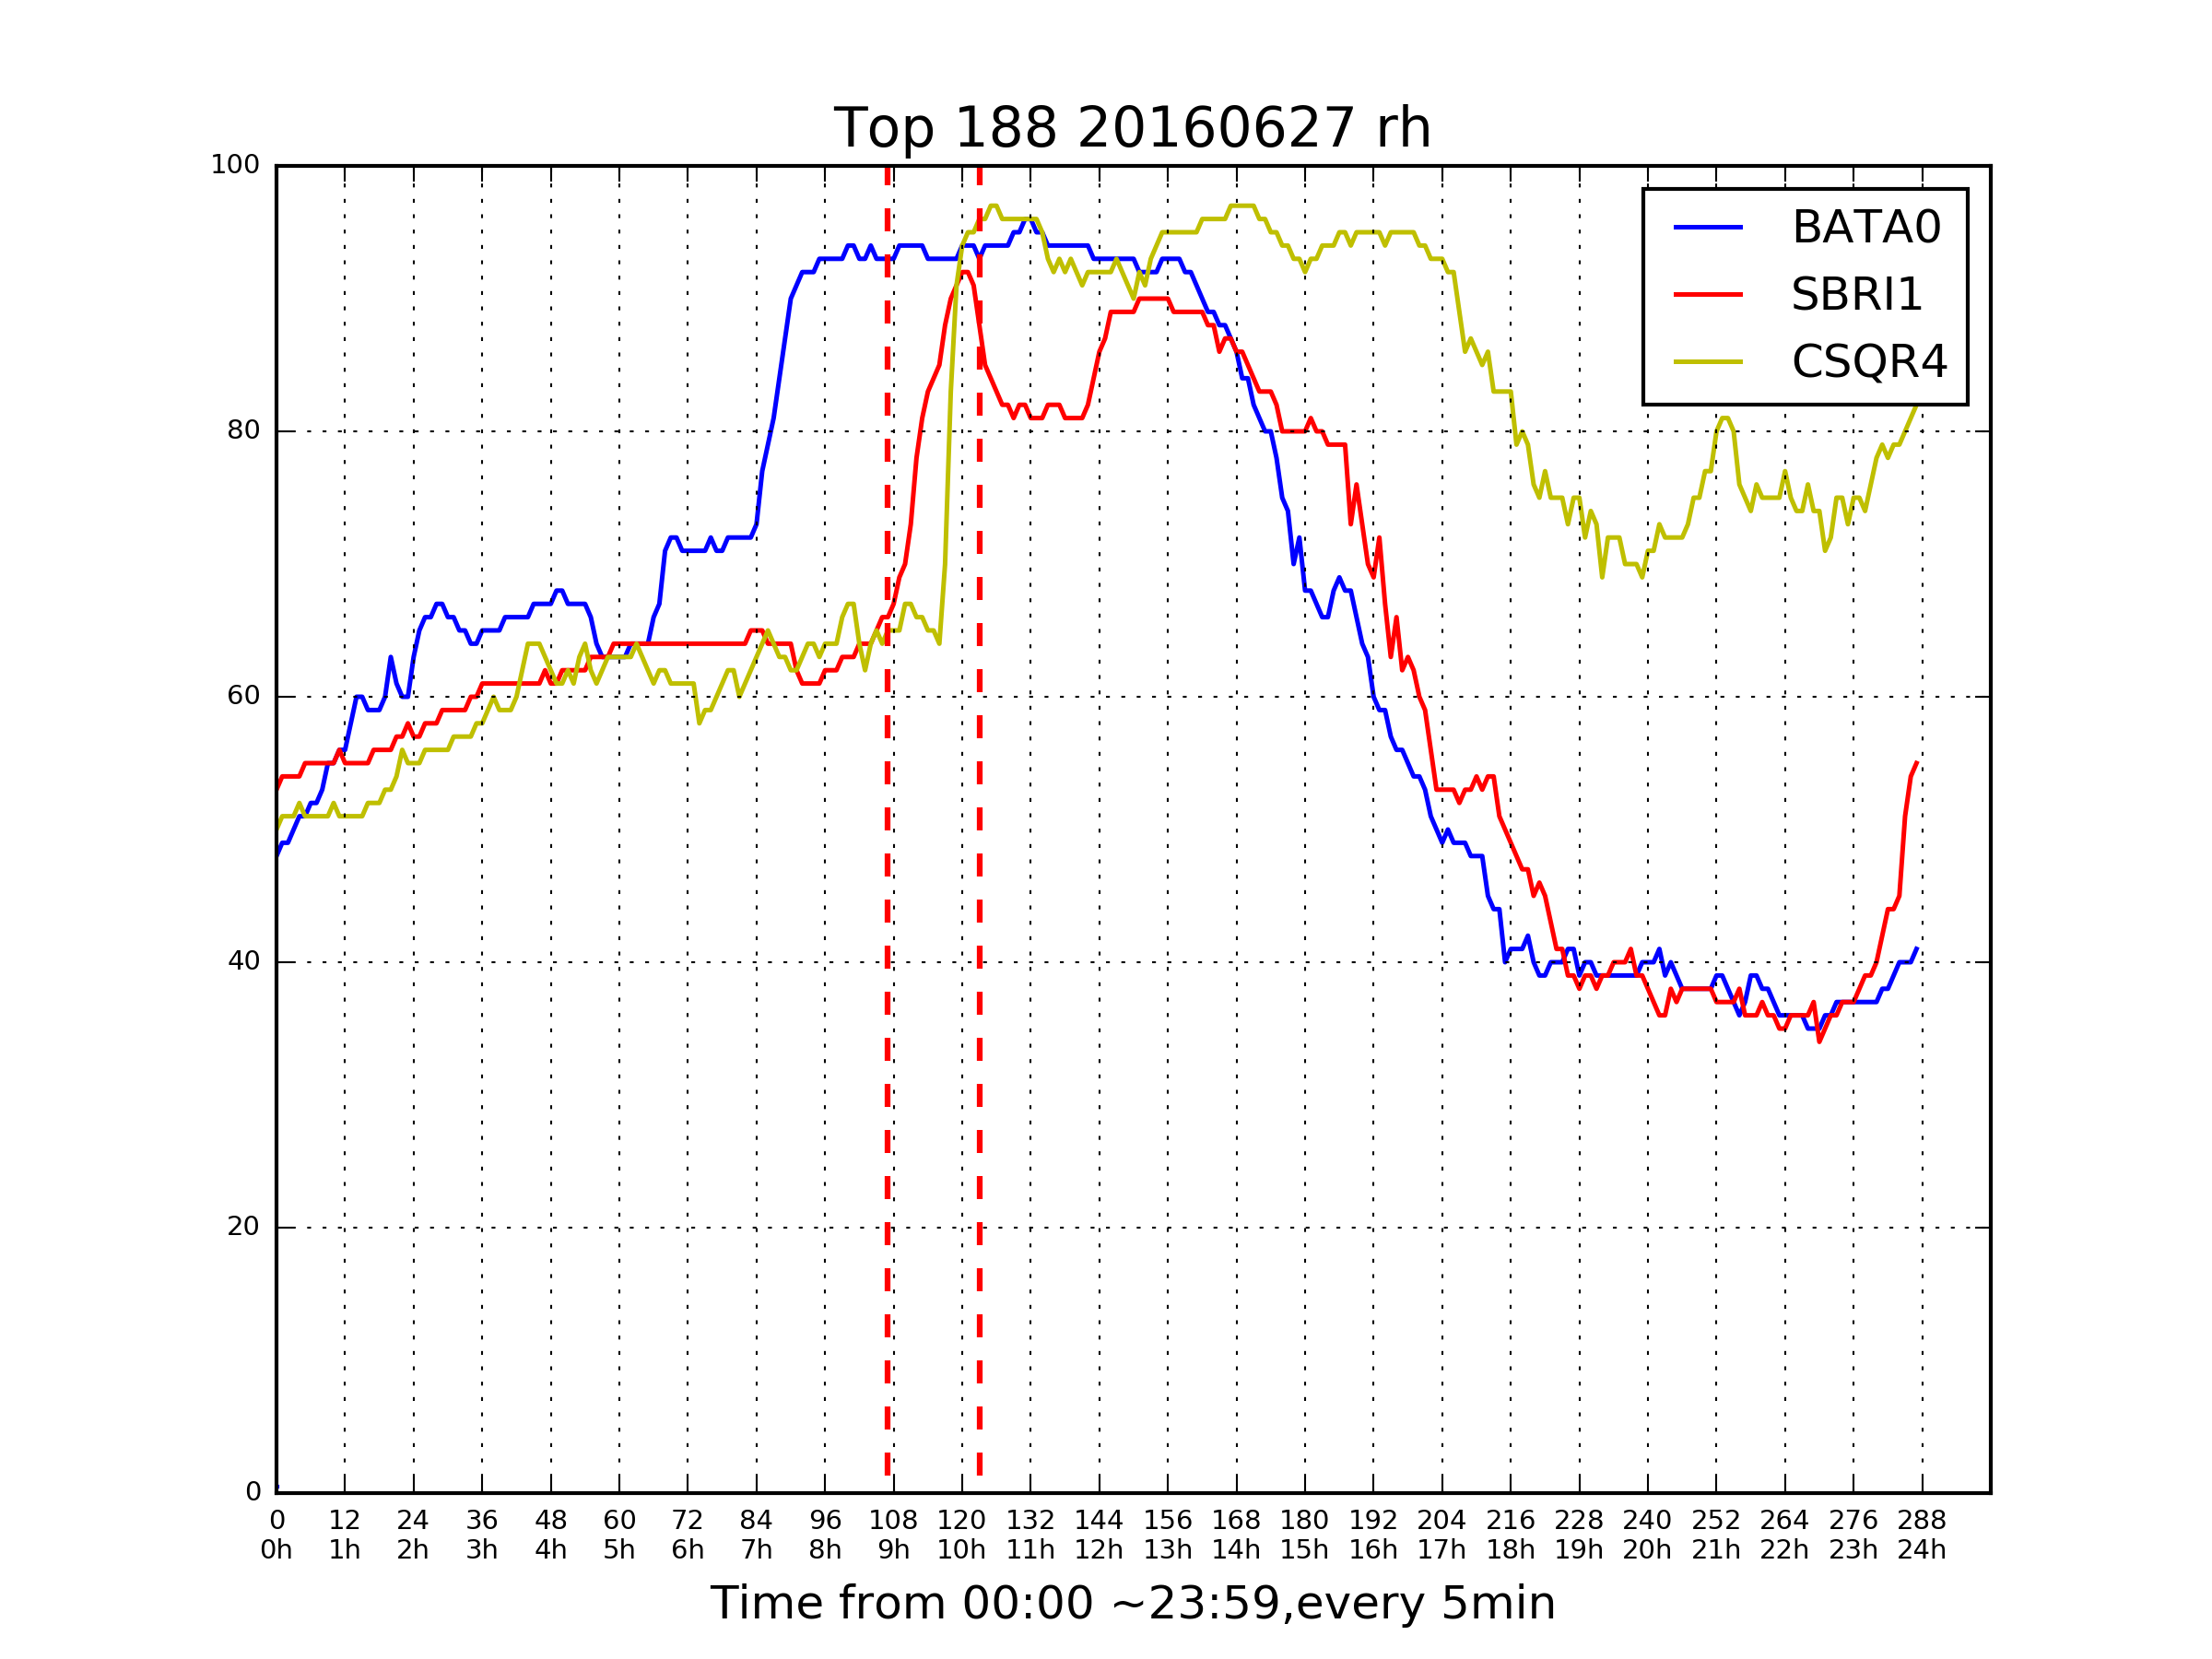 Top 188 20160627 rh
100
80
60
40
20
0
BATA0
SBRI1
CSQR4
0 12 24 36 48 60 72 84 96 108 120 132 144 156 168 180 192 204 216 228 240 252 264 276 288
0h 1h 2h 3h 4h 5h 6h 7h 8h 9h 10h 11h 12h 13h 14h 15h 16h 17h 18h 19h 20h 21h 22h 23h 24h
Time from 00:00 ~23:59,every 5min